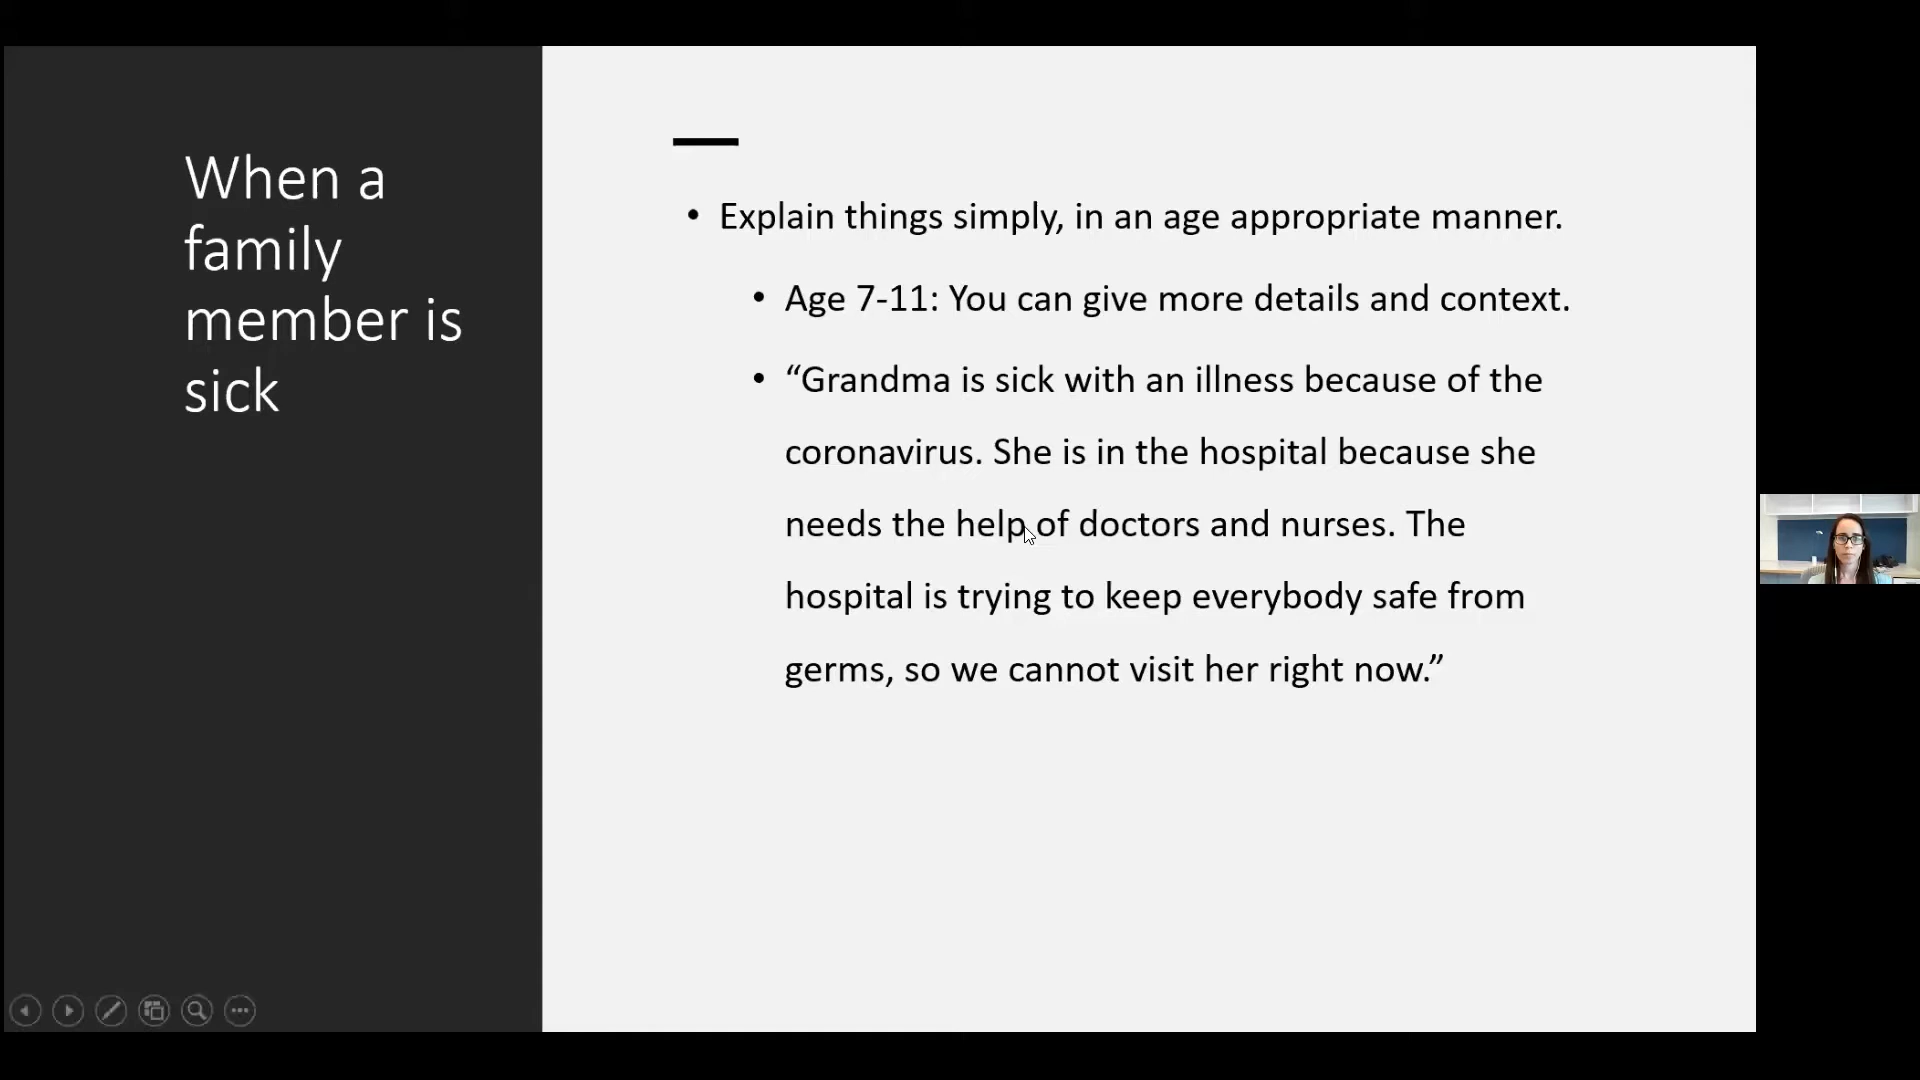 When a
family
member is
sick
• Explain things simply, in an age appropriate manner.
• Age 7-11: You can give more details and context.
• “Grandma is sick with an illness because of the
coronavirus. She is in the hospital because she
needs the help of doctors and nurses. The
hospital is trying to keep everybody safe from
germs, so we cannot visit her right now.”